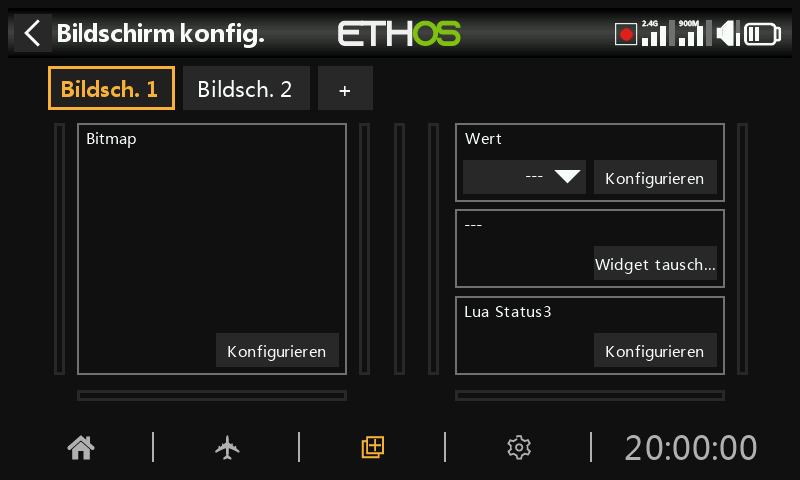 Bildschirm konfig.
ETHOS
2.4G
900M
Bildsch. 1
Bildsch. 2
+
Bitmap
Konfigurieren
Wert
---
Konfigurieren
---
Widget tausch...
Lua Status3
Konfigurieren
20:00:00